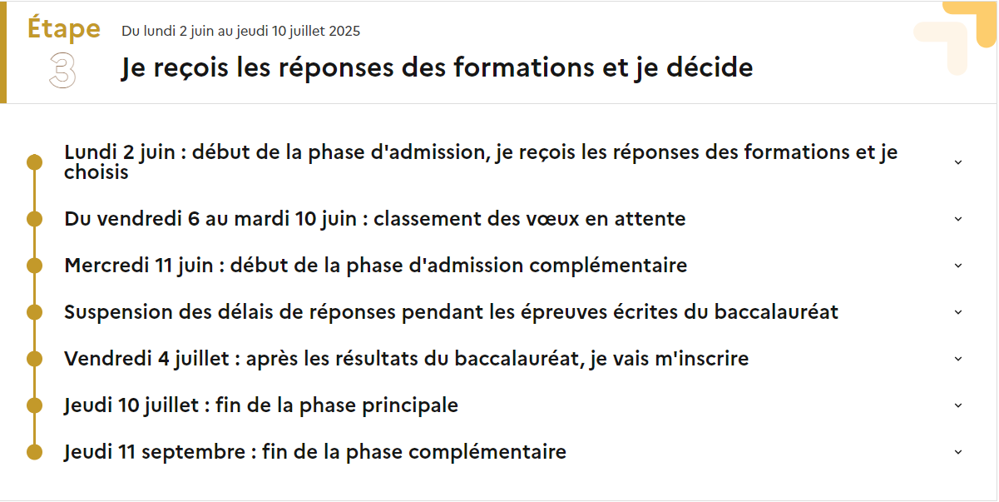 Étape
3
Du lundi 2 juin au jeudi 10 juillet 2025
Je reçois les réponses des formations et je décide
Lundi 2 juin : début de la phase d'admission, je reçois les réponses des formations et je
choisis
Du vendredi 6 au mardi 10 juin : classement des vœux en attente
Mercredi 11 juin : début de la phase d'admission complémentaire
Suspension des délais de réponses pendant les épreuves écrites du baccalauréat
Vendredi 4 juillet : après les résultats du baccalauréat, je vais m'inscrire
Jeudi 10 juillet : fin de la phase principale
Jeudi 11 septembre : fin de la phase complémentaire